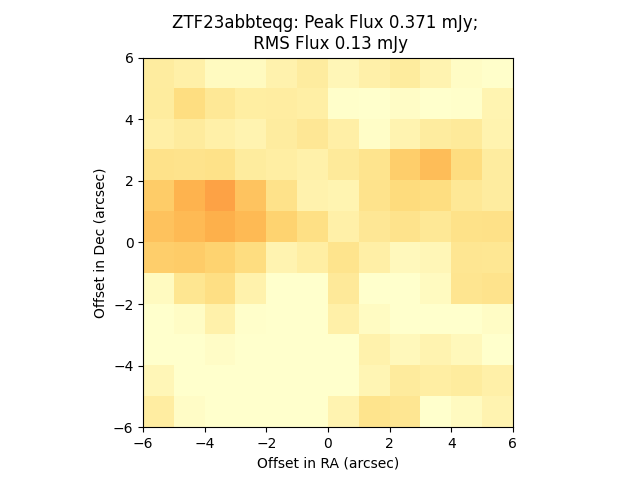 ZTF23abbteqg: Peak Flux 0.371 mJy;
RMS Flux 0.13 mJy
6
4
2
0
−2
−4
−6
Offset in Dec (arcsec)
−6 −4 −2 0 2 4 6
Offset in RA (arcsec)